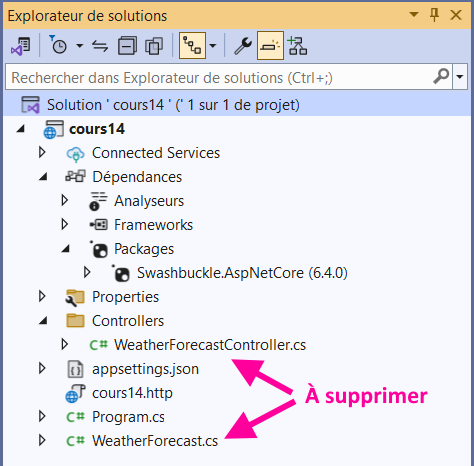 Explorateur de solutions
Rechercher dans Explorateur de solutions (Ctrl+;)
Solution ' cours14 ' (' 1 sur 1 de projet)
cours14
Connected Services
Dépendances
Analyseurs
Frameworks
Packages
Swashbuckle.AspNetCore (6.4.0)
Properties
Controllers
C# WeatherForecastController.cs
appsettings.json
cours14.http
À supprimer
C# Program.cs
C# WeatherForecast.cs